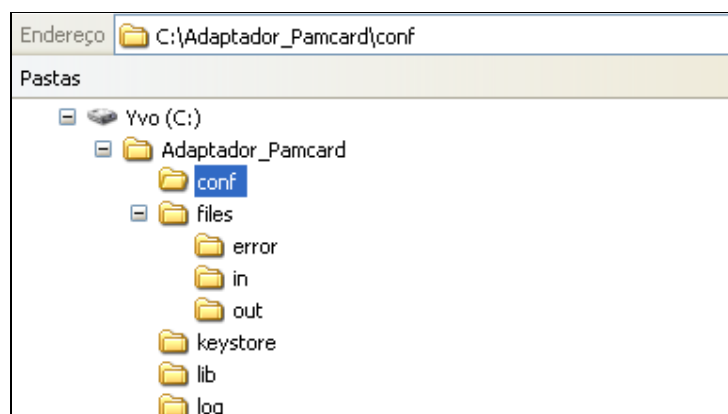 Endereço C:\Adaptador_Pamcard\conf
Pastas
Yvo (C:)
Adaptador_Pamcard
conf
files
error
in
out
keystore
lib
log